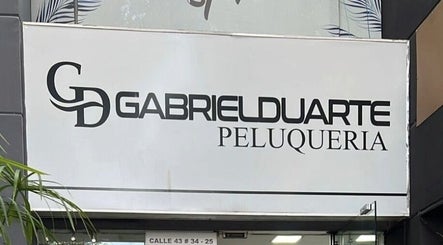 GD GABRIELDUARTE
PELUQUERIA
CALLE 43 # 34 - 25